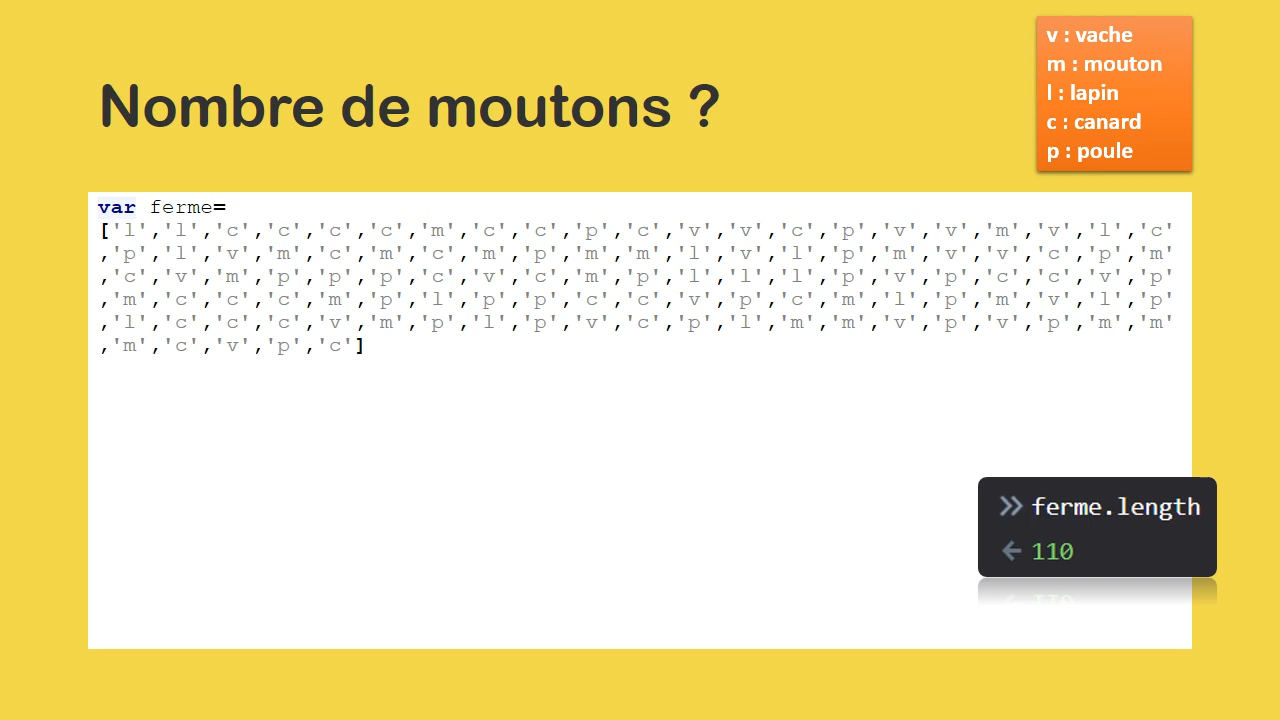 v : vache
m : mouton
l : lapin
c : canard
p : poule
Nombre de moutons ?
var ferme=
['l','l','c','c','c','c','m','c','c','p','c','v','v','c','p','v','v','m','v','l','c'
,'p','l','v','m','c','m','c','m','p','m','m','l','v','l','p','m','v','v','c','p','m'
,'c','v','m','p','p','p','c','v','c','m','p','l','l','l','p','v','p','c','c','v','p'
,'m','c','c','c','m','p','l','p','p','c','c','v','p','c','m','l','p','m','v','l','p'
,'l','c','c','c','v','m','p','l','p','v','c','p','l','m','m','v','p','v','p','m','m'
,'m','c','v','p','c']
ferme.length
110